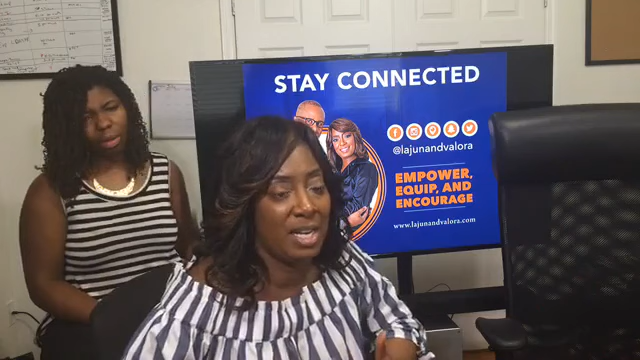 STAY CONNECTED
@lajunandvalora
EMPOWER,
EQUIP, AND
ENCOURAGE
www.lajunandvalora.com